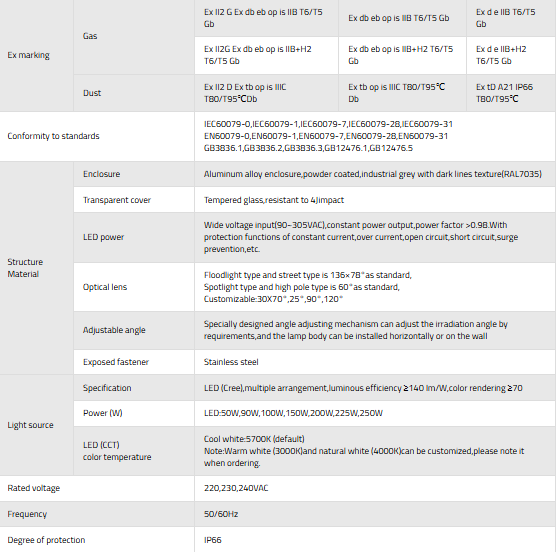 Ex marking
Gas
Ex II2 G Ex db eb op is IIB T6/T5
Gb
Ex db eb op is IIB T6/T5
Gb
Ex d e IIB T6/T5
Gb
Ex II2G Ex db eb op is IIB+H2
T6/T5 Gb
Ex db eb op is IIB+H2 T6/T5
Gb
Ex d e IIB+H2
T6/T5 Gb
Dust
Ex II2 D Ex tb op is IIIC
T80/T95℃Db
Ex tb op is IIIC T80/T95℃
Db
Ex tD A21 IP66
T80/T95℃
Conformity to standards
IEC60079-0,IEC60079-1,IEC60079-7,IEC60079-28,IEC60079-31
EN60079-0,EN60079-1,EN60079-7,EN60079-28,EN60079-31
GB3836.1,GB3836.2,GB3836.3,GB12476.1,GB12476.5
Structure
Material
Enclosure
Aluminum alloy enclosure,powder coated,industrial grey with dark lines texture(RAL7035)
Transparent cover
Tempered glass,resistant to 4Jimpact
LED power
Wide voltage input(90~305VAC),constant power output,power factor >0.98.With
protection functions of constant current,over current,open circuit,short circuit,surge
prevention,etc.
Optical lens
Floodlight type and street type is 136×78°as standard,
Spotlight type and high pole type is 60°as standard,
Customizable:30X70°,25°,90°,120°
Adjustable angle
Specially designed angle adjusting mechanism can adjust the irradiation angle by
requirements,and the lamp body can be installed horizontally or on the wall
Exposed fastener
Stainless steel
Light source
Specification
LED (Cree),multiple arrangement,luminous efficiency ≥140 lm/W,color rendering ≥70
Power (W)
LED:50W,90W,100W,150W,200W,225W,250W
LED (CCT)
color temperature
Cool white:5700K (default)
Note:Warm white (3000K)and natural white (4000K)can be customized,please note it
when ordering.
Rated voltage
220,230,240VAC
Frequency
50/60Hz
Degree of protection
IP66